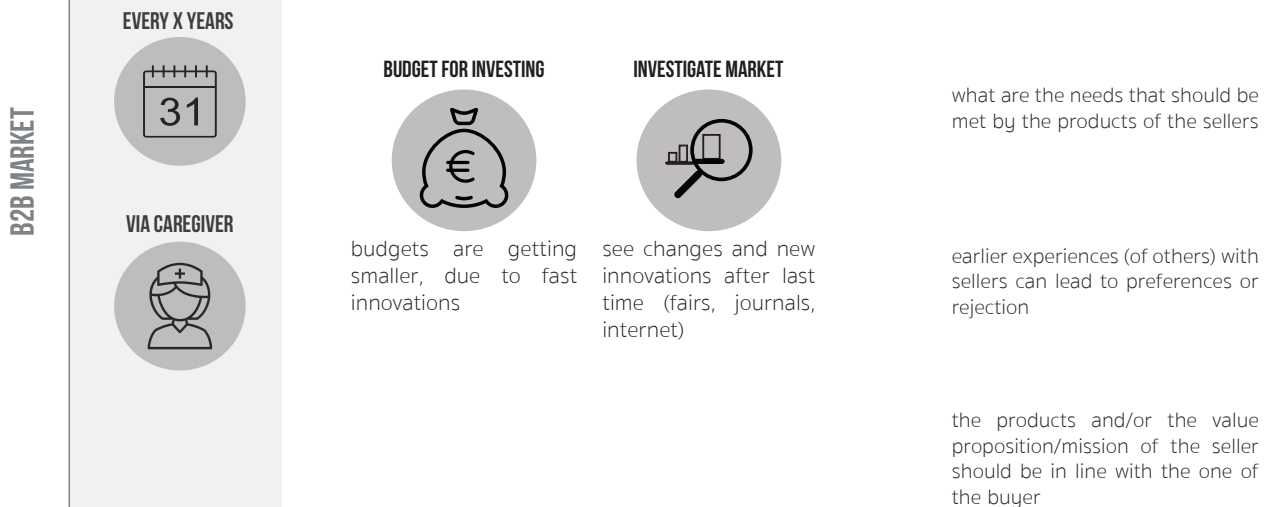 B2B MARKET
EVERY X YEARS
31
VIA CAREGIVER
BUDGET FOR INVESTING
€
budgets are getting
smaller, due to fast
innovations
INVESTIGATE MARKET
see changes and new
innovations after last
time (fairs, journals,
internet)
what are the needs that should be
met by the products of the sellers
earlier experiences (of others) with
sellers can lead to preferences or
rejection
the products and/or the value
proposition/mission of the seller
should be in line with the one of
the buyer